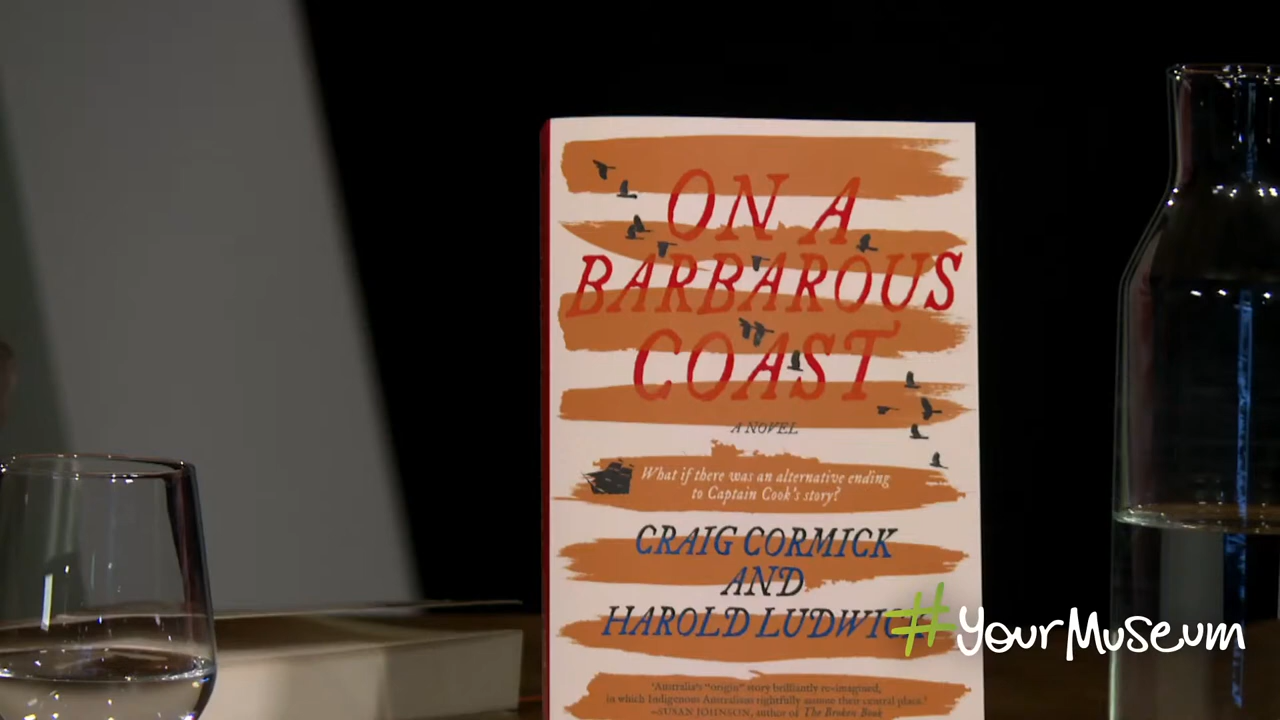 ON A
BARBAROUS
COAST
A NOVEL
What if there was an alternative ending
to Captain Cook's story?
CRAIG CORMICK
AND
HAROLD LUDWICK
#YourMuseum
'Australia's "origin" story brilliantly re-imagined,
in which Indigenous Australians rightfully assume their central place.'
—SUSAN JOHNSON, author of The Broken Book